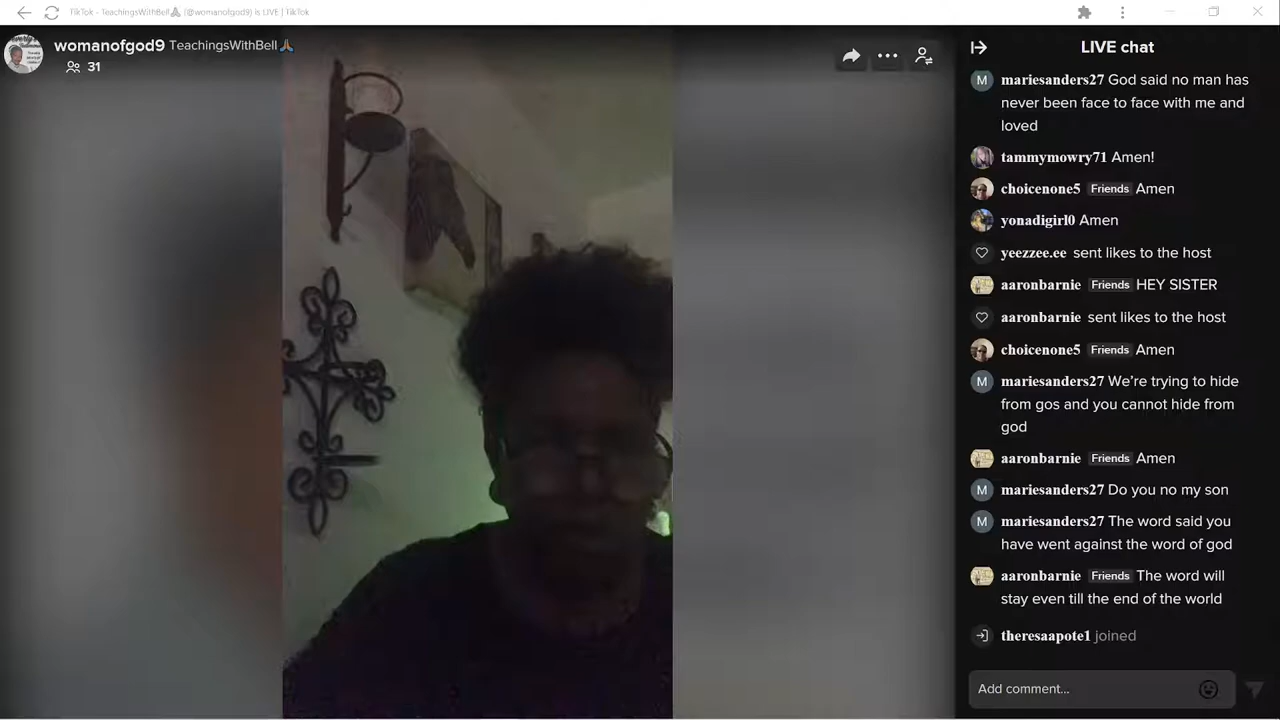 TikTok - TeachingsWithBell🙏 (@womanofgod9) is LIVE | TikTok
womanofgod9 TeachingsWithBell🙏
31
LIVE chat
M mariesanders27 God said no man has
never been face to face with me and
loved
tammymowry71 Amen!
choicenone5 Friends Amen
yonadigirl0 Amen
yeezzee.ee sent likes to the host
aaronbarnie Friends HEY SISTER
aaronbarnie sent likes to the host
choicenone5 Friends Amen
M mariesanders27 We’re trying to hide
from gos and you cannot hide from
god
aaronbarnie Friends Amen
M mariesanders27 Do you no my son
M mariesanders27 The word said you
have went against the word of god
aaronbarnie Friends The word will
stay even till the end of the world
theresaapote1 joined
Add comment...